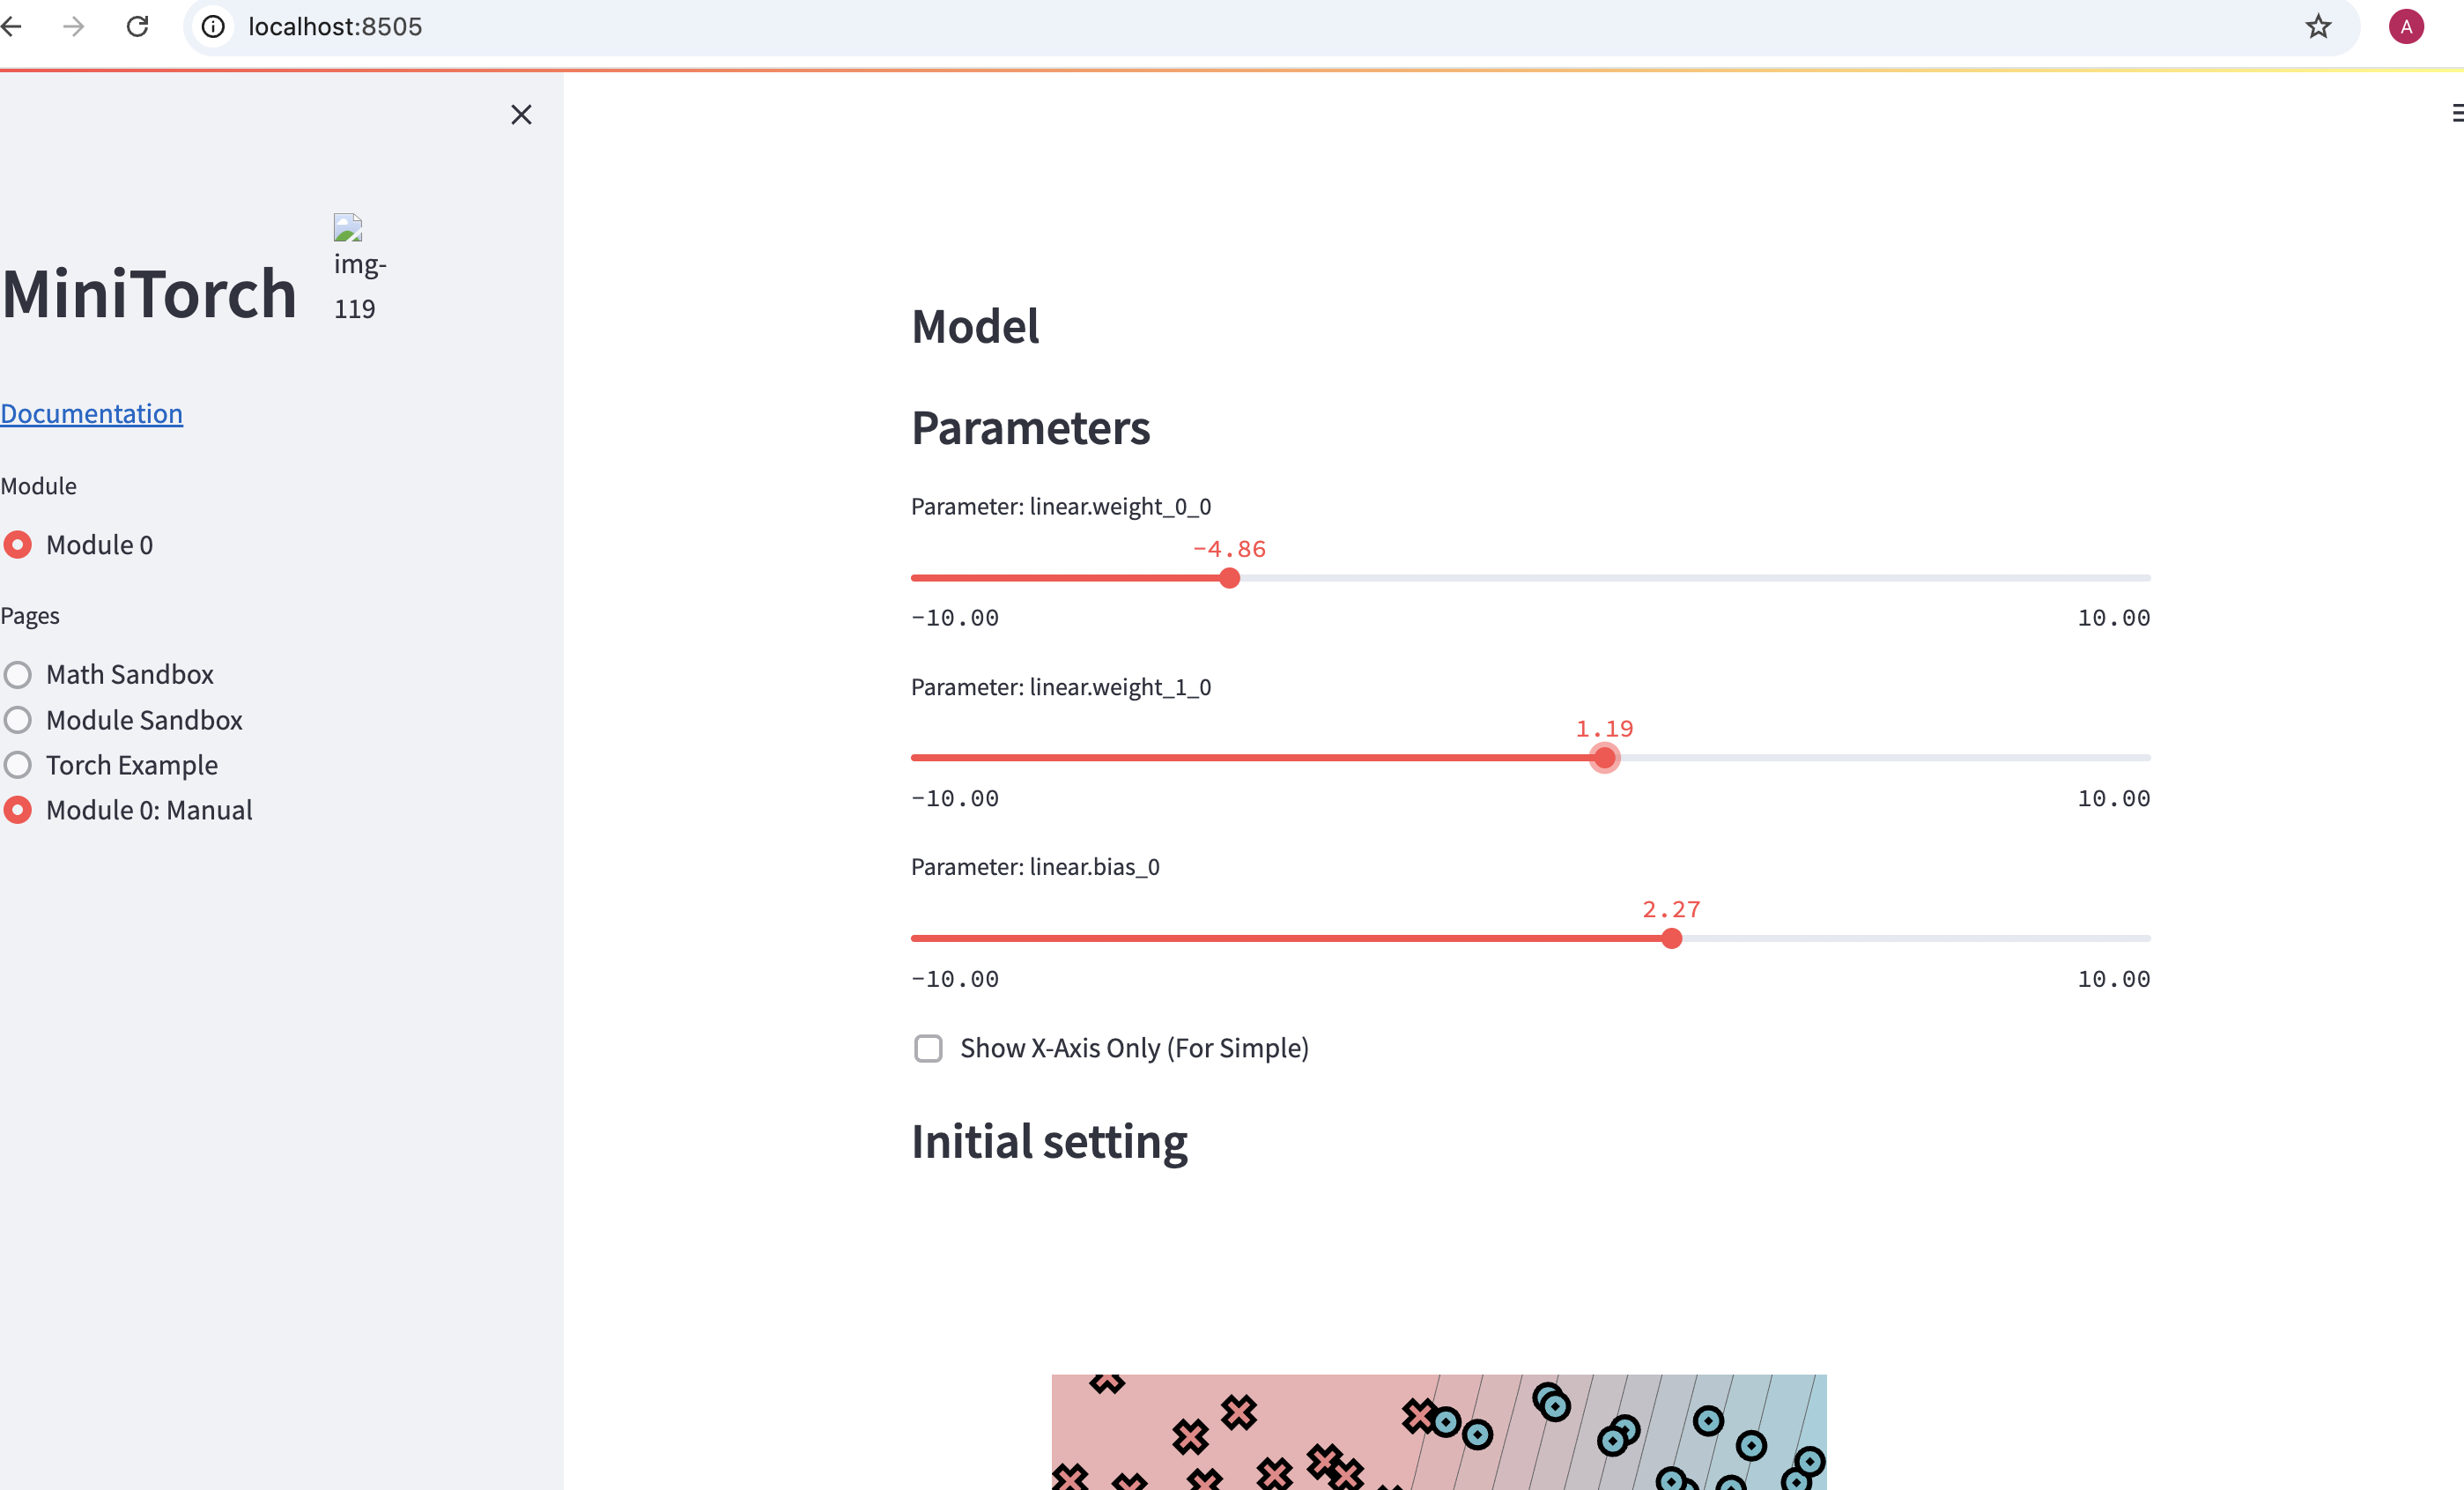 localhost:8505
A
MiniTorch
img-
119
Documentation
Module
Module 0
Pages
Math Sandbox
Module Sandbox
Torch Example
Module 0: Manual
Model
Parameters
Parameter: linear.weight_0_0
-4.86
-10.00 10.00
Parameter: linear.weight_1_0
1.19
-10.00 10.00
Parameter: linear.bias_0
2.27
-10.00 10.00
Show X-Axis Only (For Simple)
Initial setting